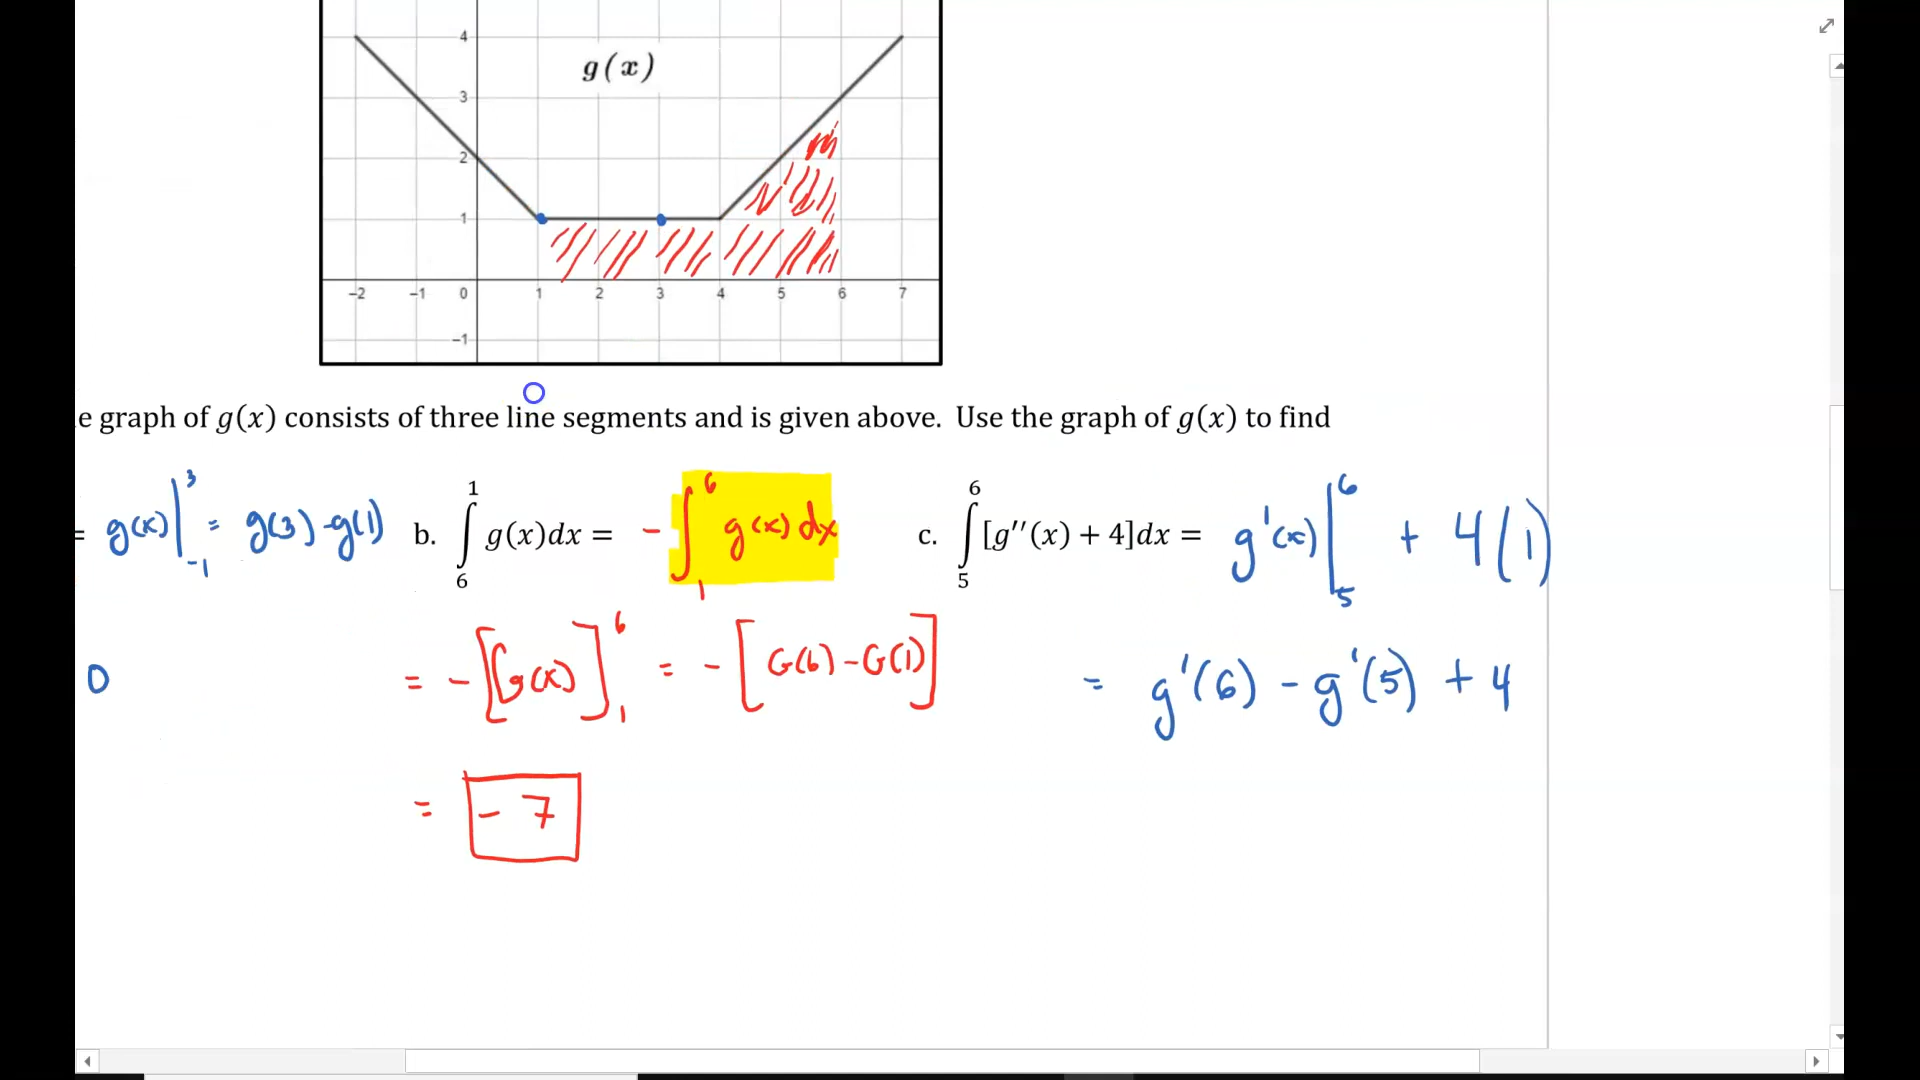 4
g(x)
3
2
1
-2 -1 0 1 2 3 4 5 6 7
-1
e graph of g(x) consists of three line segments and is given above. Use the graph of g(x) to find
= g(x)|₋₁³ = g(3) - g(1)
b. ∫₆¹ g(x)dx = - ∫₁⁶ g(x) dx
c. ∫₅⁶ [g′′(x) + 4]dx = g'(x)|₅⁶ + 4(1)
0
= - [G(x)]₁⁶ = - [G(6) - G(1)]
= g'(6) - g'(5) + 4
= - 7